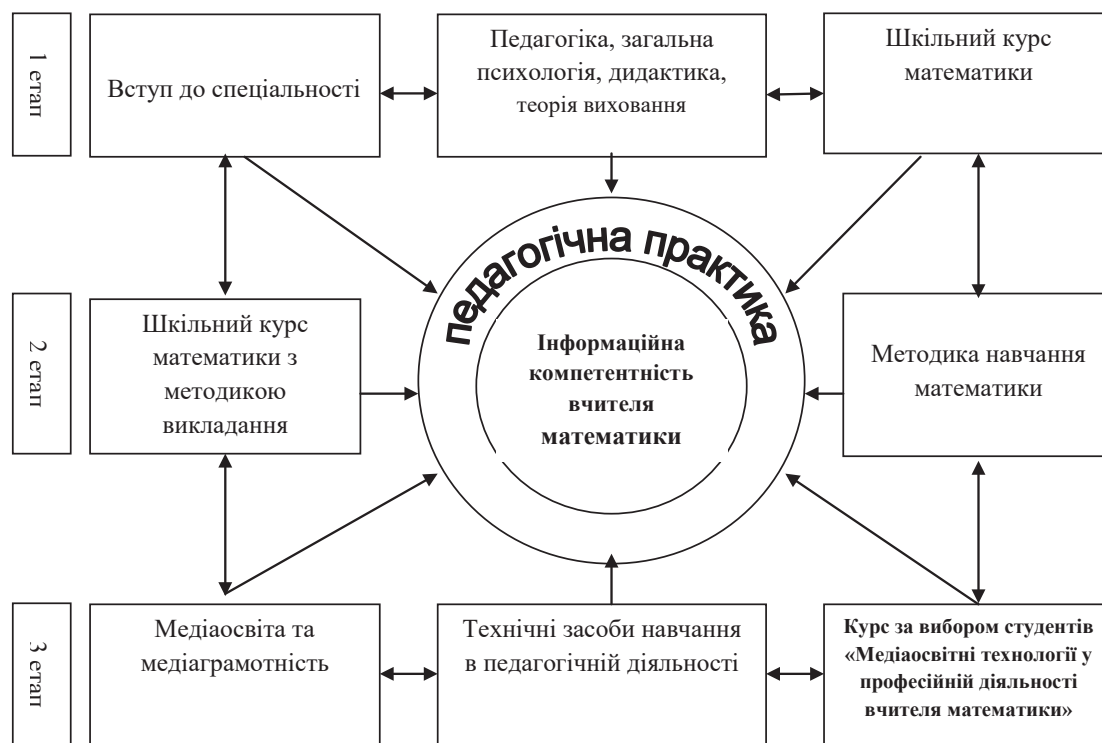 1 етап
Вступ до спеціальності
Педагогіка, загальна
психологія, дидактика,
теорія виховання
Шкільний курс
математики
педагогічна практика
2 етап
Шкільний курс
математики з
методикою
викладання
Інформаційна
компетентність
вчителя
математики
Методика навчання
математики
3 етап
Медіаосвіта та
медіаграмотність
Технічні засоби навчання
в педагогічній діяльності
Курс за вибором студентів
«Медіаосвітні технології у
професійній діяльності
вчителя математики»